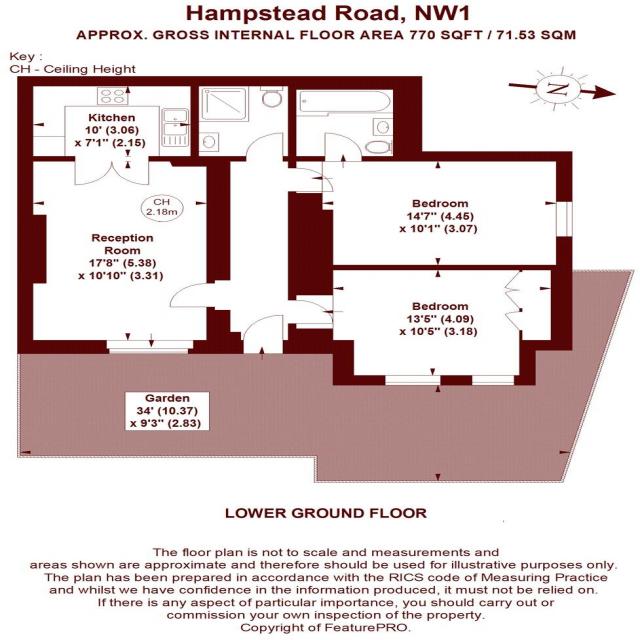 Hampstead Road, NW1
APPROX. GROSS INTERNAL FLOOR AREA 770 SQFT / 71.53 SQM
Key :
CH - Ceiling Height
N
Kitchen
10' (3.06)
x 7'1" (2.15)
CH
2.18m
Reception
Room
17'8" (5.38)
x 10'10" (3.31)
Bedroom
14'7" (4.45)
x 10'1" (3.07)
Bedroom
13'5" (4.09)
x 10'5" (3.18)
Garden
34' (10.37)
x 9'3" (2.83)
LOWER GROUND FLOOR
The floor plan is not to scale and measurements and
areas shown are approximate and therefore should be used for illustrative purposes only.
The plan has been prepared in accordance with the RICS code of Measuring Practice
and whilst we have confidence in the information produced, it must not be relied on.
If there is any aspect of particular importance, you should carry out or
commission your own inspection of the property.
Copyright of FeaturePRO.